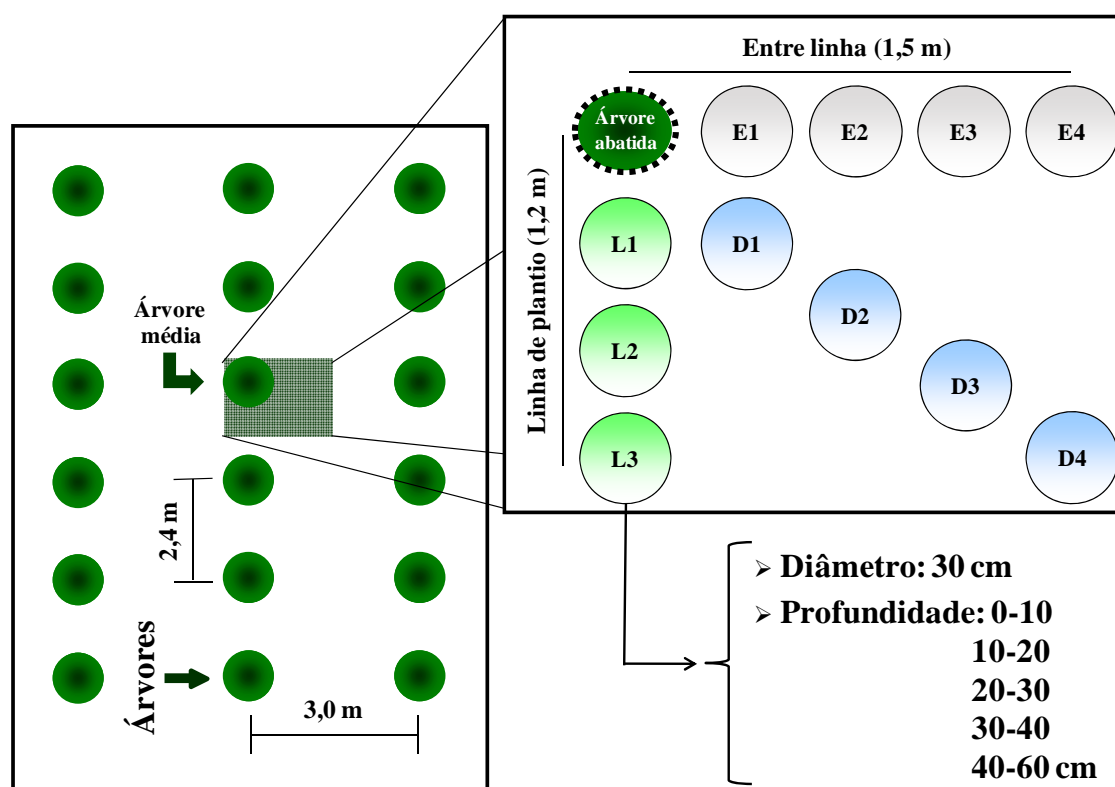 Entre linha (1,5 m)
Árvore
abatida
E1
E2
E3
E4
Linha de plantio (1,2 m)
L1
D1
L2
D2
L3
D3
D4
Árvore
média
2,4 m
Árvores
3,0 m
➢ Diâmetro: 30 cm
➢ Profundidade: 0-10
10-20
20-30
30-40
40-60 cm